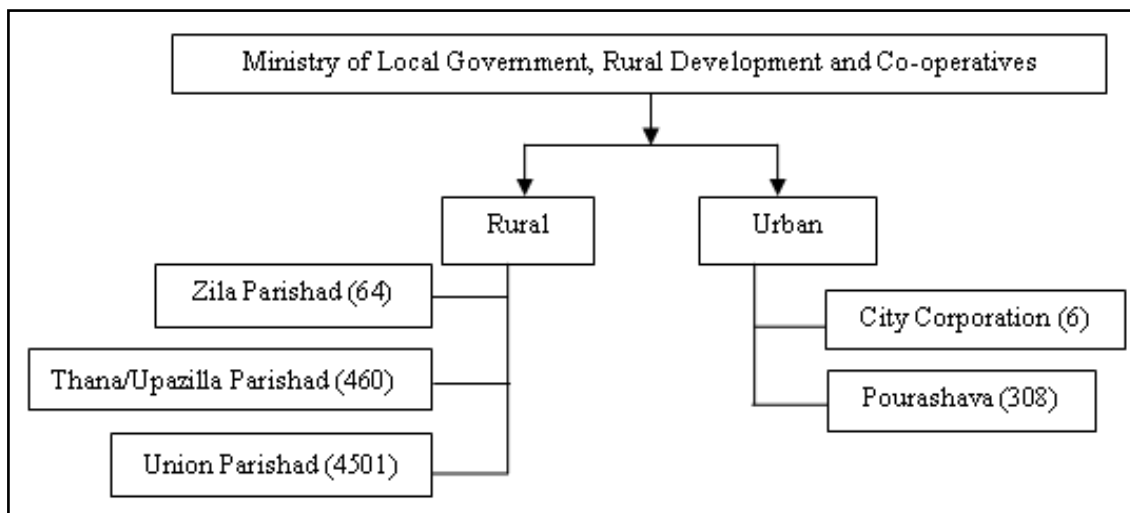 Ministry of Local Government, Rural Development and Co-operatives
Rural
Urban
Zila Parishad (64)
Thana/Upazilla Parishad (460)
Union Parishad (4501)
City Corporation (6)
Pourashava (308)